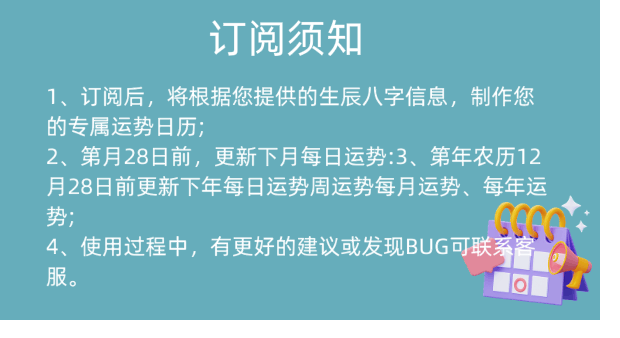 订阅须知
1、订阅后，将根据您提供的生辰八字信息，制作您
的专属运势日历;
2、第月28日前，更新下月每日运势:3、第年农历12
月28日前更新下年每日运势周运势每月运势、每年运
势;
4、使用过程中，有更好的建议或发现BUG可联系客
服。